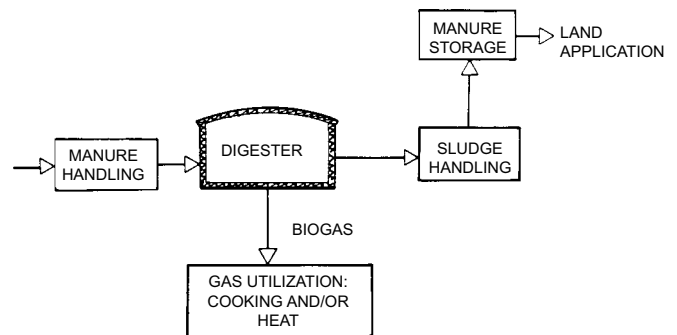 MANURE
STORAGE
LAND
APPLICATION
MANURE
HANDLING
DIGESTER
SLUDGE
HANDLING
BIOGAS
GAS UTILIZATION:
COOKING AND/OR
HEAT